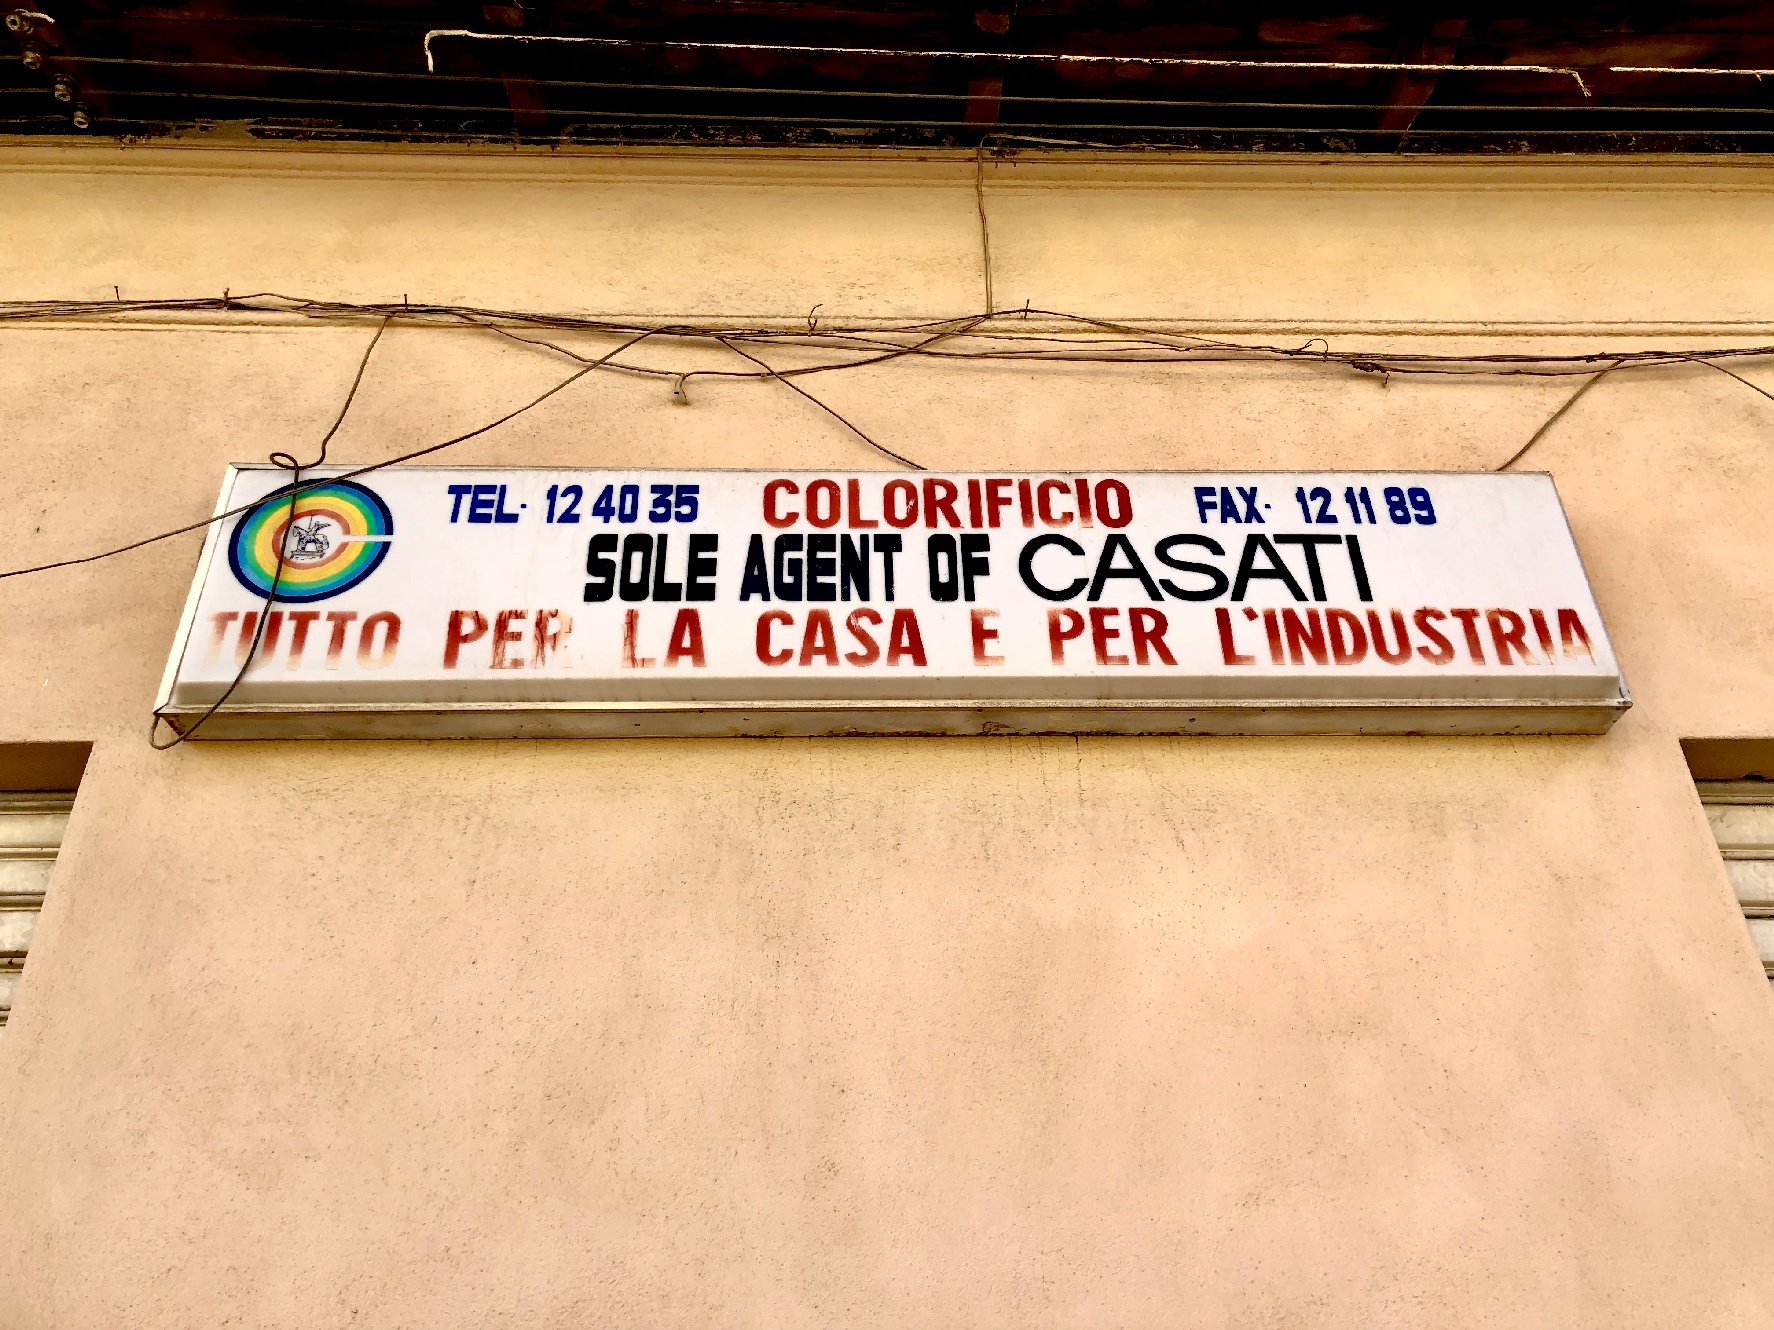 TEL· 12 40 35 COLORIFICIO FAX· 12 11 89
SOLE AGENT OF CASATI
TUTTO PER LA CASA E PER L'INDUSTRIA